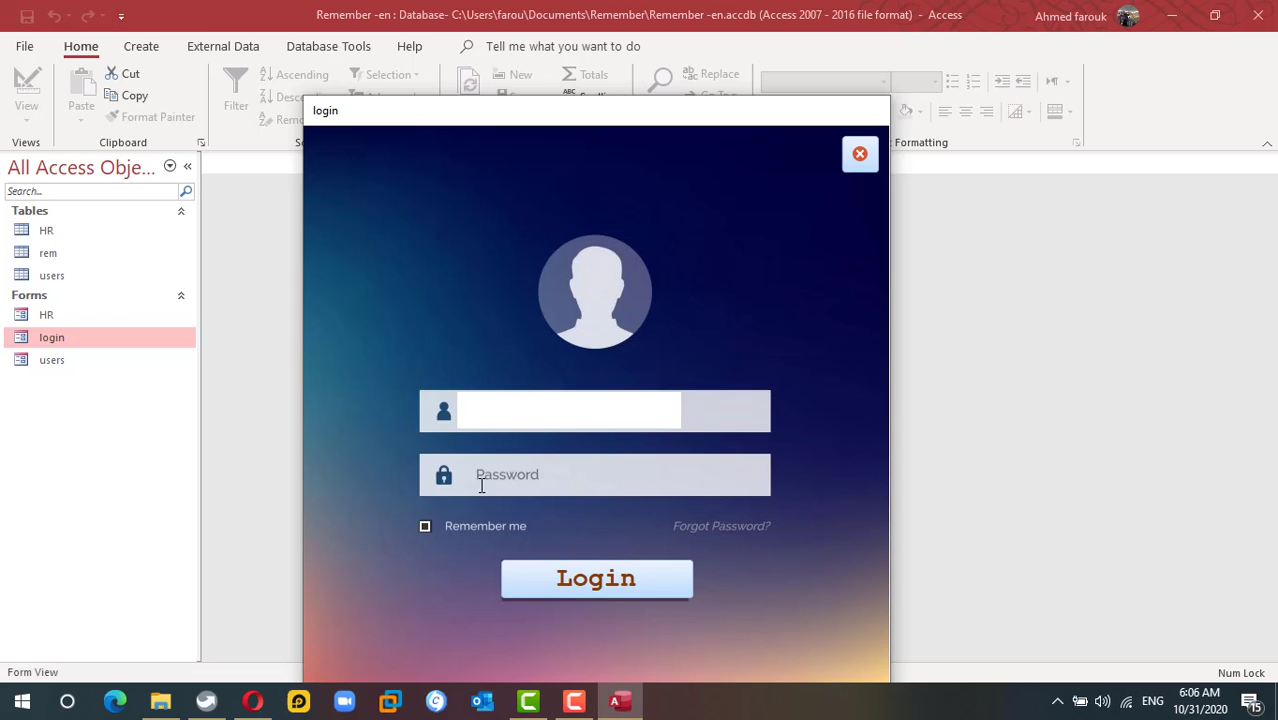 Remember -en : Database- C:\Users\farou\Documents\Remember\Remember -en.accdb (Access 2007 - 2016 file format) - Access
Ahmed farouk
File Home Create External Data Database Tools Help Tell me what you want to do
View
Paste
Cut
Copy
Format Painter
Filter
Ascending
Selection
New
Totals
Replace
Views
Clipboard
Formatting
login
All Access Obje...
Search...
Tables
HR
rem
users
Forms
HR
login
users
Password
Remember me
Forgot Password?
Login
Form View
Num Lock
ENG
6:06 AM
10/31/2020
15